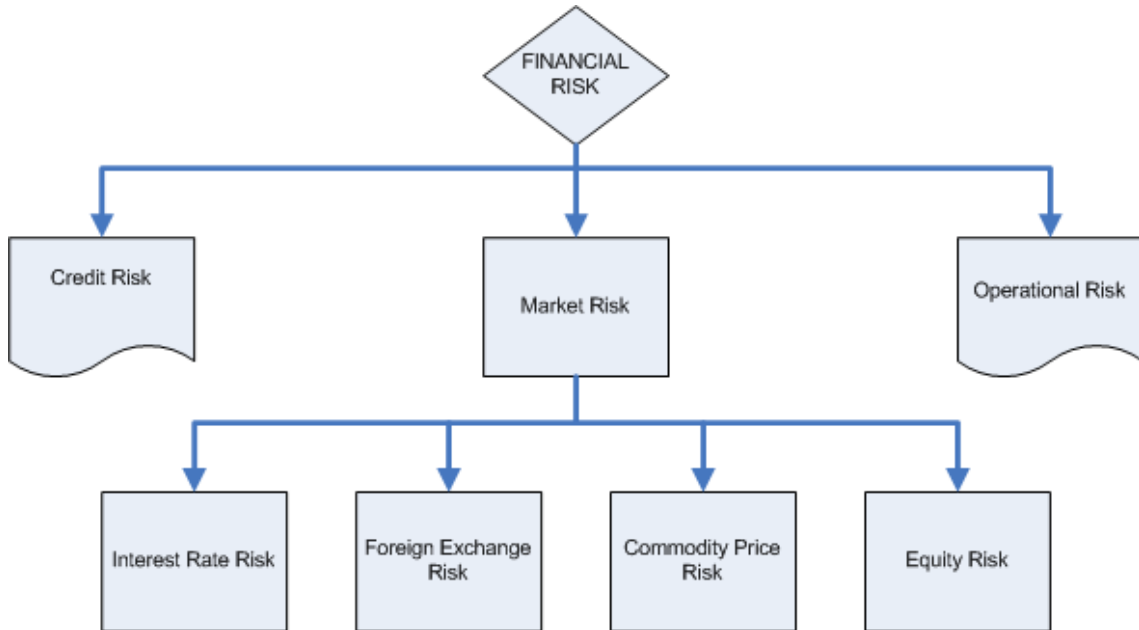 FINANCIAL
RISK
Credit Risk
Market Risk
Operational Risk
Interest Rate Risk
Foreign Exchange
Risk
Commodity Price
Risk
Equity Risk